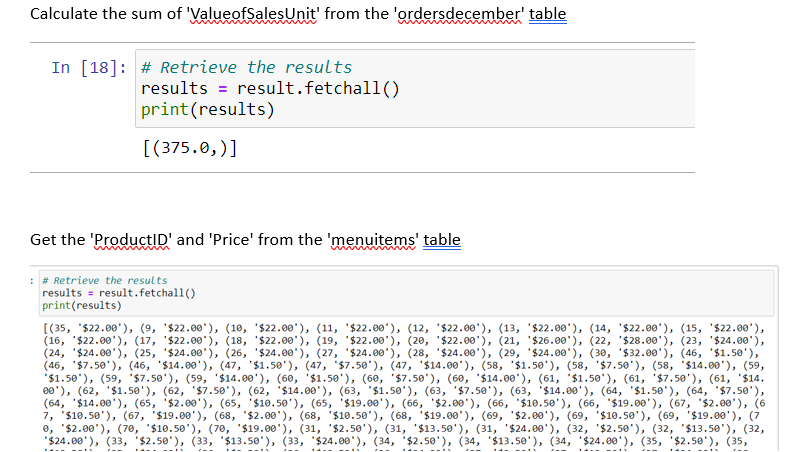 Calculate the sum of 'ValueofSalesUnit' from the 'ordersdecember' table
In [18]: # Retrieve the results
results = result.fetchall()
print(results)
[(375.0,)]
Get the 'ProductID' and 'Price' from the 'menuitems' table
: # Retrieve the results
results = result.fetchall()
print(results)
[(35, '$22.00'), (9, '$22.00'), (10, '$22.00'), (11, '$22.00'), (12, '$22.00'), (13, '$22.00'), (14, '$22.00'), (15, '$22.00'),
(16, '$22.00'), (17, '$22.00'), (18, '$22.00'), (19, '$22.00'), (20, '$22.00'), (21, '$26.00'), (22, '$28.00'), (23, '$24.00'),
(24, '$24.00'), (25, '$24.00'), (26, '$24.00'), (27, '$24.00'), (28, '$24.00'), (29, '$24.00'), (30, '$32.00'), (46, '$1.50'),
(46, '$7.50'), (46, '$14.00'), (47, '$1.50'), (47, '$7.50'), (47, '$14.00'), (58, '$1.50'), (58, '$7.50'), (58, '$14.00'), (59,
'$1.50'), (59, '$7.50'), (59, '$14.00'), (60, '$1.50'), (60, '$7.50'), (60, '$14.00'), (61, '$1.50'), (61, '$7.50'), (61, '$14.
00'), (62, '$1.50'), (62, '$7.50'), (62, '$14.00'), (63, '$1.50'), (63, '$7.50'), (63, '$14.00'), (64, '$1.50'), (64, '$7.50'),
(64, '$14.00'), (65, '$2.00'), (65, '$10.50'), (65, '$19.00'), (66, '$2.00'), (66, '$10.50'), (66, '$19.00'), (67, '$2.00'), (6
7, '$10.50'), (67, '$19.00'), (68, '$2.00'), (68, '$10.50'), (68, '$19.00'), (69, '$2.00'), (69, '$10.50'), (69, '$19.00'), (7
0, '$2.00'), (70, '$10.50'), (70, '$19.00'), (31, '$2.50'), (31, '$13.50'), (31, '$24.00'), (32, '$2.50'), (32, '$13.50'), (32,
'$24.00'), (33, '$2.50'), (33, '$13.50'), (33, '$24.00'), (34, '$2.50'), (34, '$13.50'), (34, '$24.00'), (35, '$2.50'), (35,